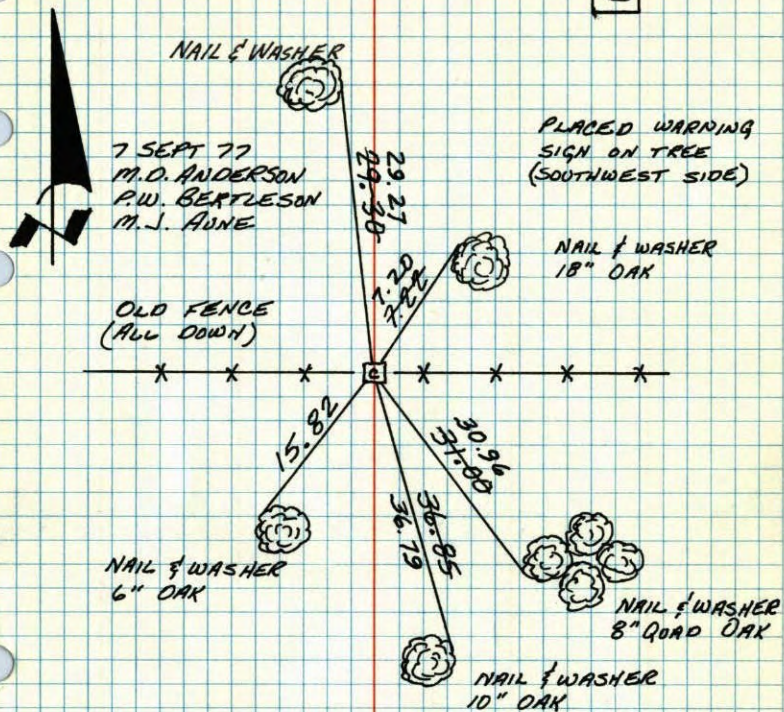 NAIL & WASHER
7 SEPT 77
M.D. ANDERSON
P.W. BERTLESON
M.J. AUNE
PLACED WARNING
SIGN ON TREE
(SOUTHWEST SIDE)
29.27
29.30
NAIL & WASHER
18" OAK
7.20
7.22
OLD FENCE
(ALL DOWN)
X X X C X X X X
15.82
30.96
31.00
36.85
36.79
NAIL & WASHER
6" OAK
NAIL & WASHER
8" QUAD OAK
NAIL & WASHER
10" OAK